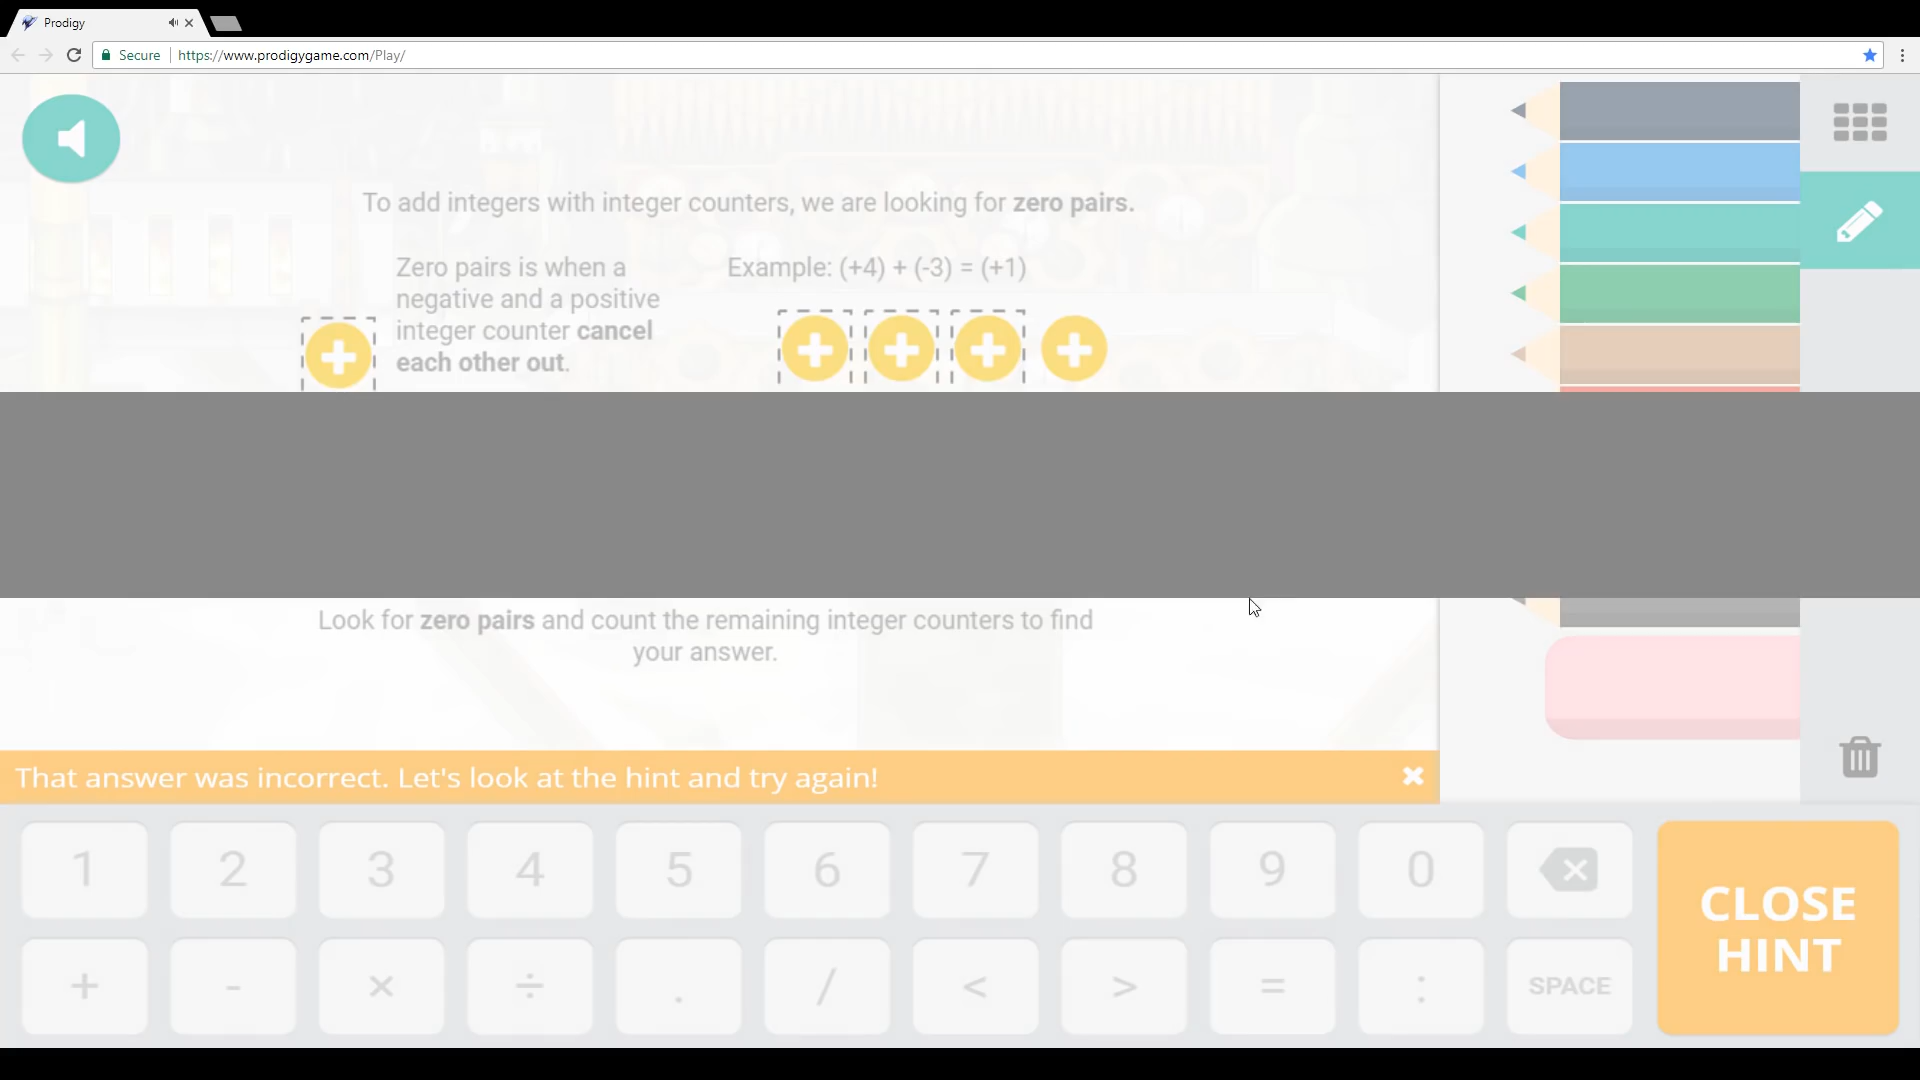 Prodigy
Secure https://www.prodigygame.com/Play/
To add integers with integer counters, we are looking for zero pairs.
Zero pairs is when a
negative and a positive
integer counter cancel
each other out.
Example: (+4) + (-3) = (+1)
Look for zero pairs and count the remaining integer counters to find
your answer.
That answer was incorrect. Let's look at the hint and try again!
1 2 3 4 5 6 7 8 9 0
+ - × ÷ . / < > = : SPACE
CLOSE
HINT